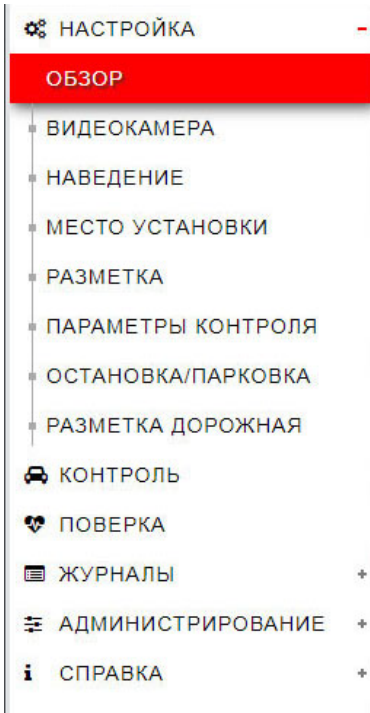 НАСТРОЙКА
ОБЗОР
ВИДЕОКАМЕРА
НАВЕДЕНИЕ
МЕСТО УСТАНОВКИ
РАЗМЕТКА
ПАРАМЕТРЫ КОНТРОЛЯ
ОСТАНОВКА/ПАРКОВКА
РАЗМЕТКА ДОРОЖНАЯ
КОНТРОЛЬ
ПОВЕРКА
ЖУРНАЛЫ
АДМИНИСТРИРОВАНИЕ
СПРАВКА